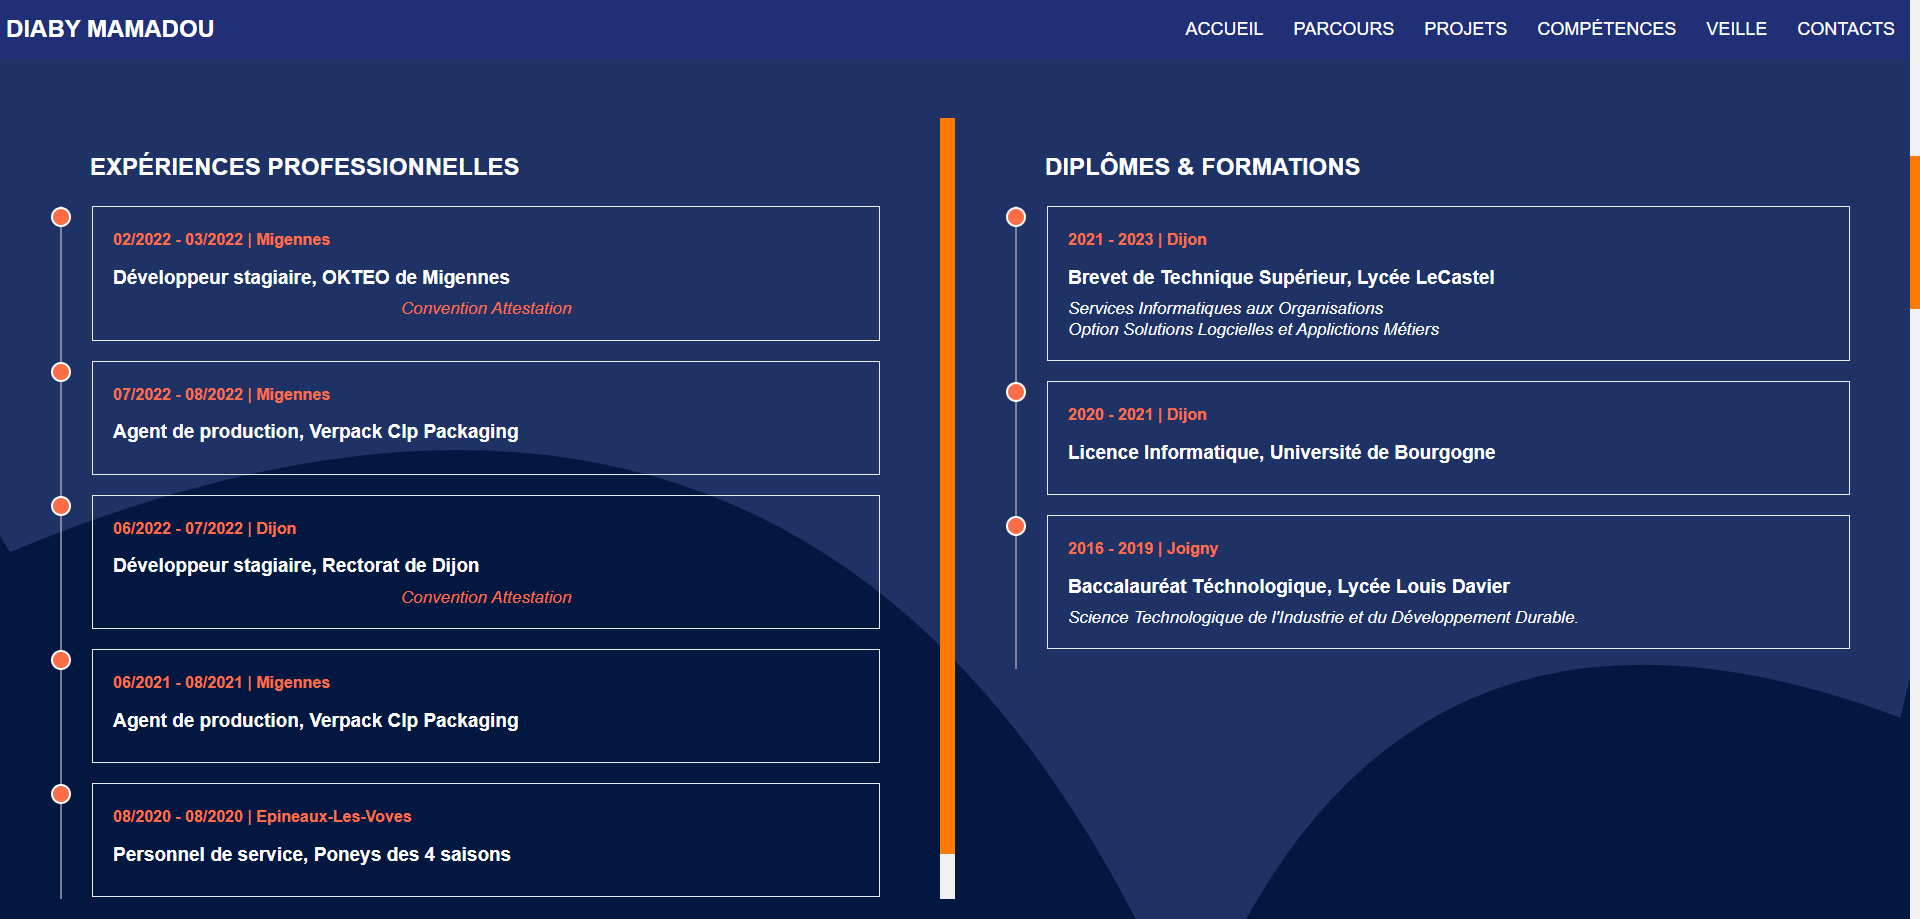 DIABY MAMADOU
ACCUEIL PARCOURS PROJETS COMPÉTENCES VEILLE CONTACTS
EXPÉRIENCES PROFESSIONNELLES
02/2022 - 03/2022 | Migennes
Développeur stagiaire, OKTEO de Migennes
Convention Attestation
07/2022 - 08/2022 | Migennes
Agent de production, Verpack Clp Packaging
06/2022 - 07/2022 | Dijon
Développeur stagiaire, Rectorat de Dijon
Convention Attestation
06/2021 - 08/2021 | Migennes
Agent de production, Verpack Clp Packaging
08/2020 - 08/2020 | Epineaux-Les-Voves
Personnel de service, Poneys des 4 saisons
DIPLÔMES & FORMATIONS
2021 - 2023 | Dijon
Brevet de Technique Supérieur, Lycée LeCastel
Services Informatiques aux Organisations
Option Solutions Logcielles et Applictions Métiers
2020 - 2021 | Dijon
Licence Informatique, Université de Bourgogne
2016 - 2019 | Joigny
Baccalauréat Téchnologique, Lycée Louis Davier
Science Technologique de l'Industrie et du Développement Durable.